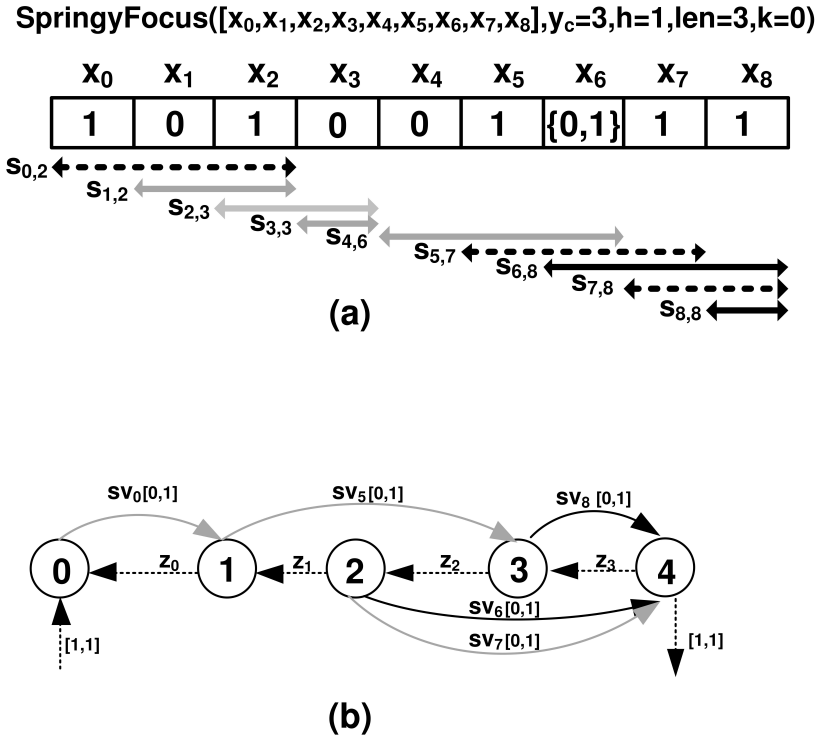 SpringyFocus([x0,x1,x2,x3,x4,x5,x6,x7,x8],yc=3,h=1,len=3,k=0)
x0 x1 x2 x3 x4 x5 x6 x7 x8
1 0 1 0 0 1 {0,1} 1 1
s0,2
s1,2
s2,3
s3,3
s4,6
s5,7
s6,8
s7,8
s8,8
(a)
sv0[0,1] sv5[0,1] sv8 [0,1]
0 z0 1 z1 2 z2 3 z3 4
sv6[0,1]
[1,1] sv7[0,1] [1,1]
(b)